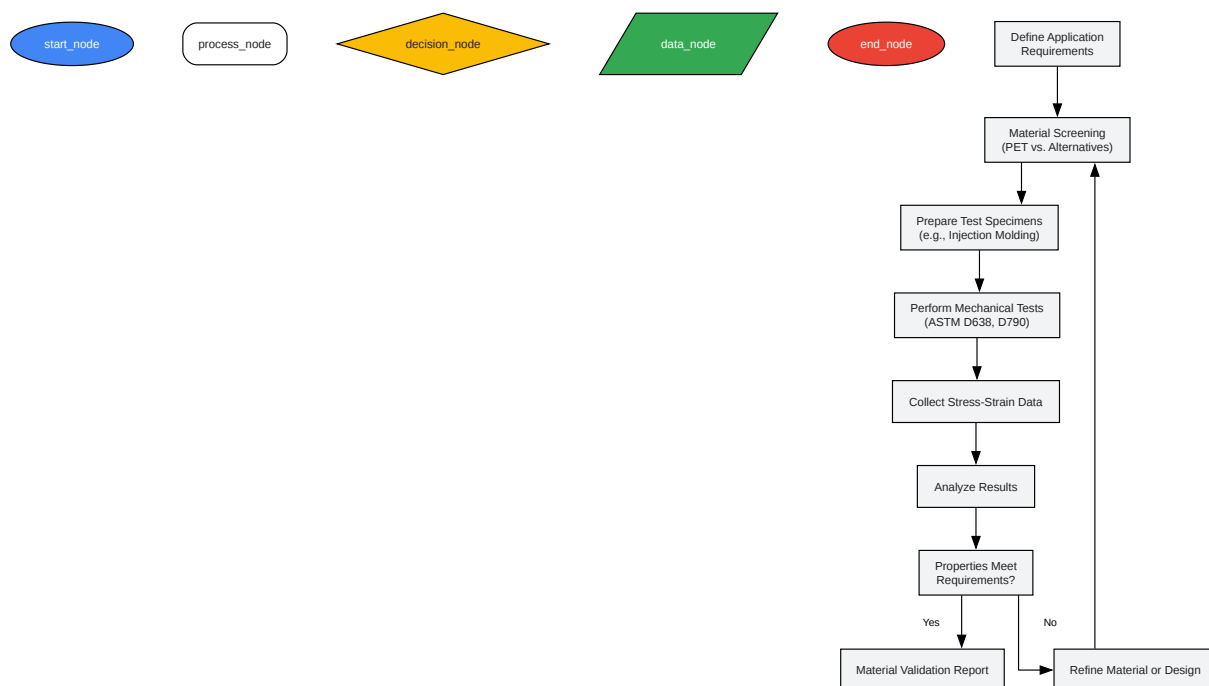 start_node
process_node
decision_node
data_node
end_node
Define Application
Requirements
Material Screening
(PET vs. Alternatives)
Prepare Test Specimens
(e.g., Injection Molding)
Perform Mechanical Tests
(ASTM D638, D790)
Collect Stress-Strain Data
Analyze Results
Properties Meet
Requirements?
Yes
No
Material Validation Report
Refine Material or Design